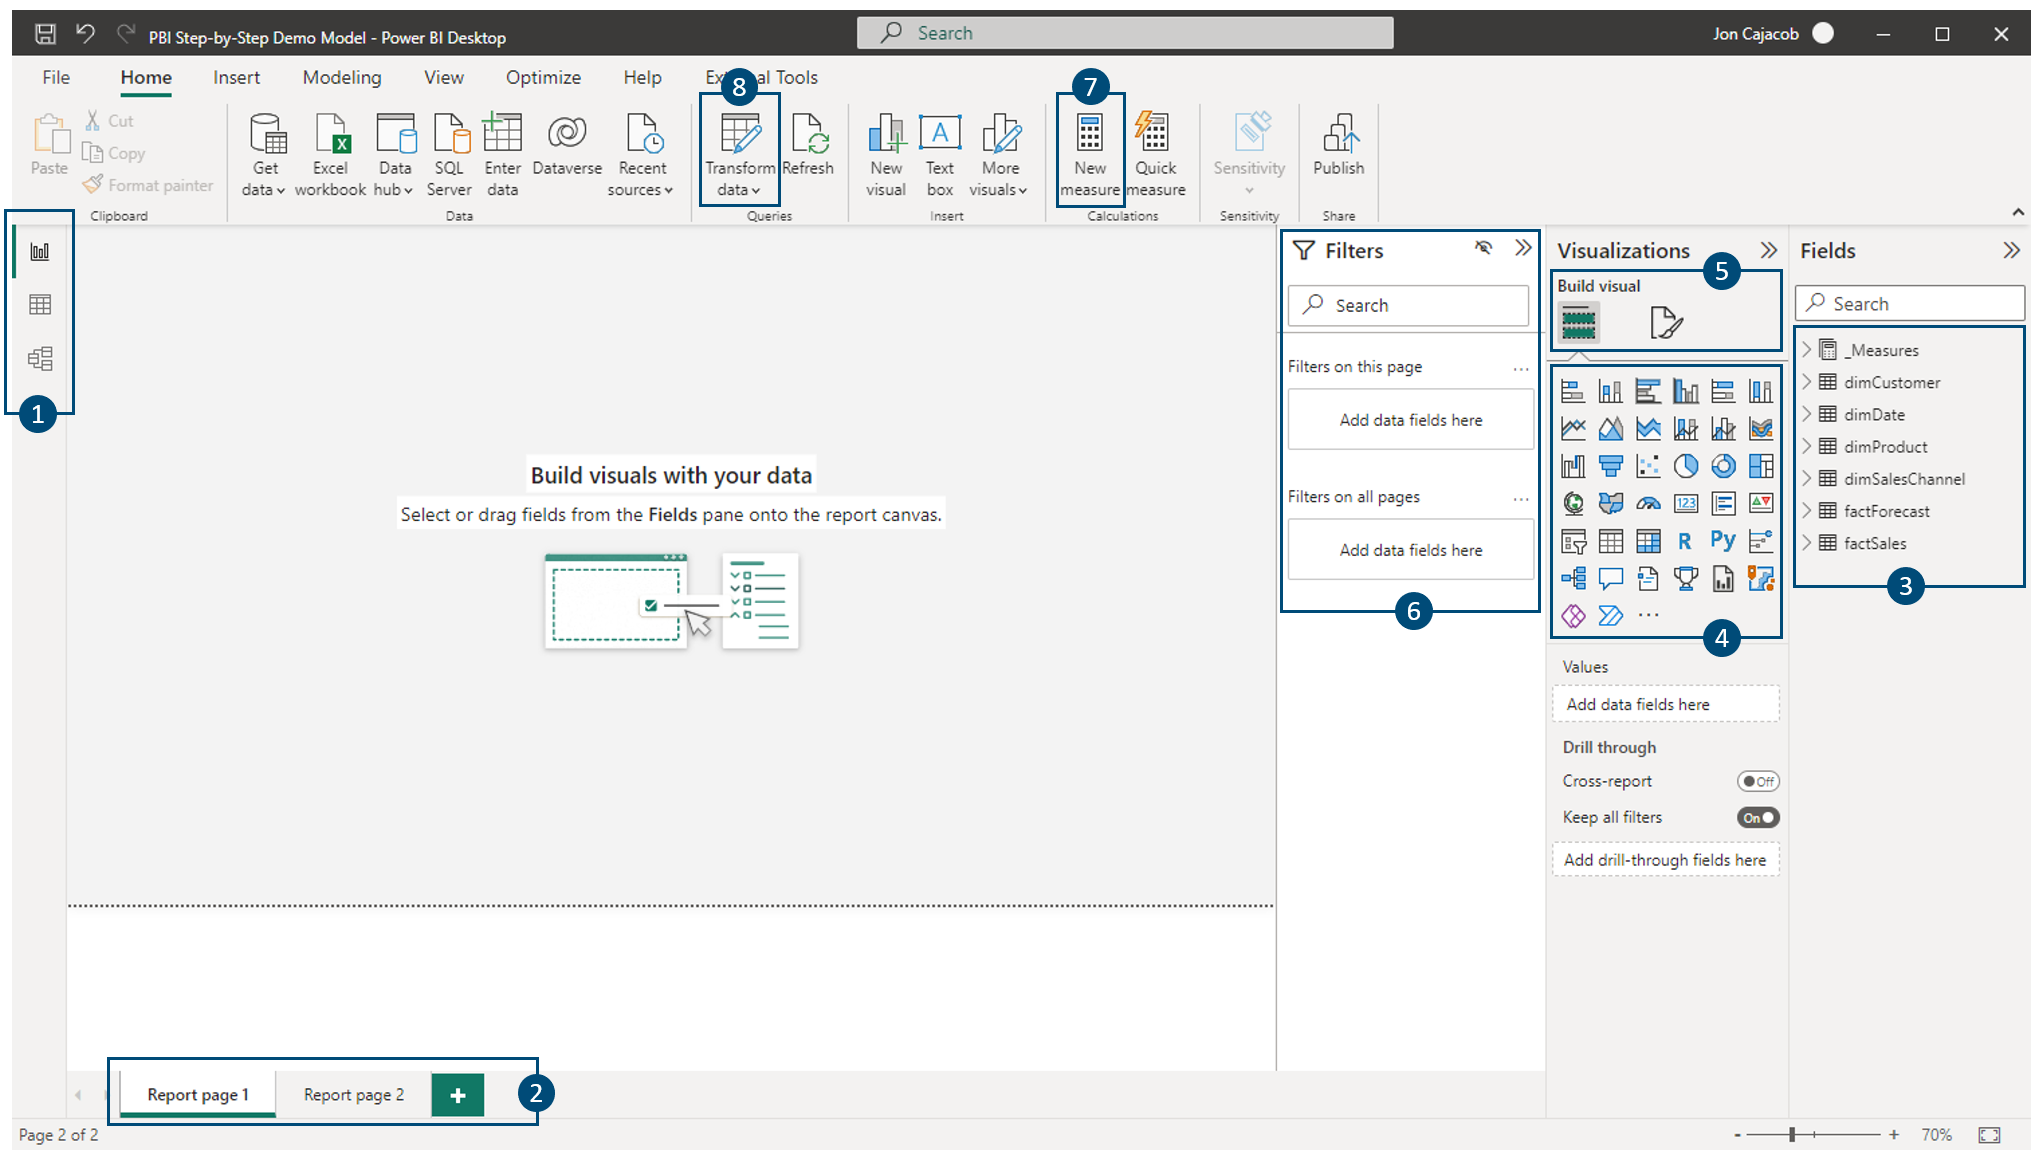 PBI Step-by-Step Demo Model - Power BI Desktop
Search
Jon Cajacob
File
Home
Insert
Modeling
View
Optimize
Help
External Tools
8
7
Paste
Cut
Copy
Format painter
Clipboard
Get
data
Excel
workbook
Data
hub
SQL
Server
Enter
data
Dataverse
Recent
sources
Data
Transform
data
Refresh
Queries
New
visual
A
Text
box
More
visuals
Insert
New
measure
Quick
measure
Calculations
Sensitivity
Sensitivity
Publish
Share
1
Build visuals with your data
Select or drag fields from the Fields pane onto the report canvas.
Filters
Search
Filters on this page
...
Add data fields here
Filters on all pages
...
Add data fields here
6
Visualizations
5
Build visual
123
R
Py
...
4
Values
Add data fields here
Drill through
Cross-report
Off
Keep all filters
On
Add drill-through fields here
Fields
Search
_Measures
dimCustomer
dimDate
dimProduct
dimSalesChannel
factForecast
factSales
3
Report page 1
Report page 2
+
2
Page 2 of 2
- + 70%